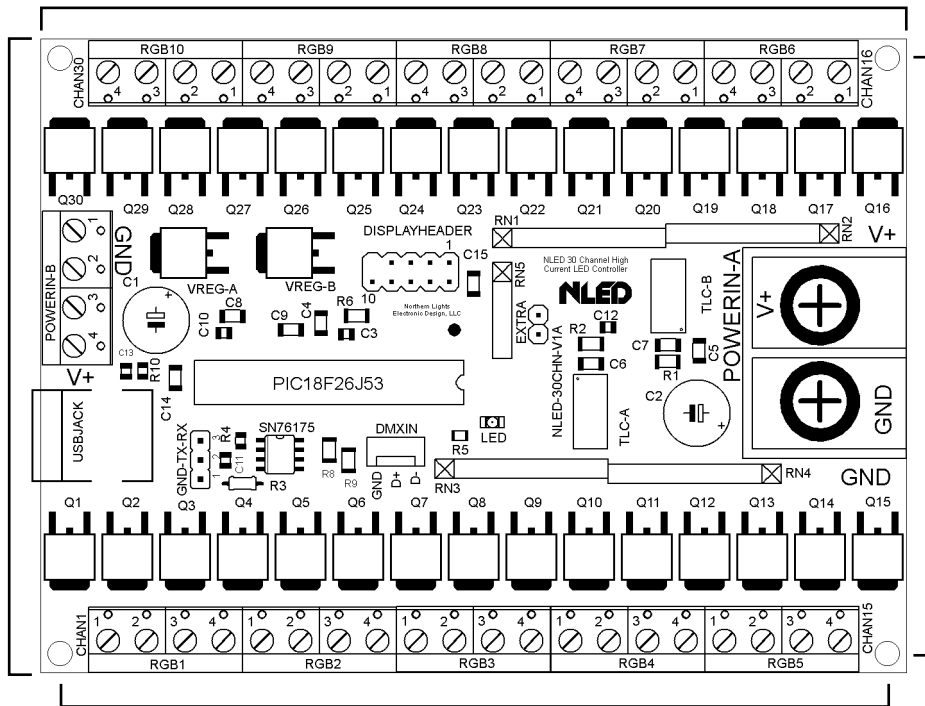 RGB10 RGB9 RGB8 RGB7 RGB6
CHAN30
CHAN16
4 3 2 1 4 3 2 1 4 3 2 1 4 3 2 1 4 3 2 1
Q30 Q29 Q28 Q27 Q26 Q25 Q24 Q23 Q22 Q21 Q20 Q19 Q18 Q17 Q16
RN1
RN2
V+
POWERIN-B
1
2
3
4
GND
V+
VREG-A
VREG-B
DISPLAYHEADER
1
10
C15
RN5
NLED 30 Channel High
Current LED Controller
NLED
TLC-B
POWERIN-A
V+
GND
GND
C1
C8
C10
C9
C4
R6
C3
Northern Lights
Electronic Design, LLC
EXTRA
NLED-30CHN-V1A
R2
C12
C6
C7
R1
C5
C2
TLC-A
C13
R10
C14
PIC18F26J53
USBJACK
GND-TX-RX
3
2
1
R4
C11
R3
SN76175
R8
R9
DMXIN
GND
D+
D-
R5
LED
RN3
RN4
Q1 Q2 Q3 Q4 Q5 Q6 Q7 Q8 Q9 Q10 Q11 Q12 Q13 Q14 Q15
CHAN1
CHAN15
1 2 3 4 1 2 3 4 1 2 3 4 1 2 3 4 1 2 3 4
RGB1 RGB2 RGB3 RGB4 RGB5